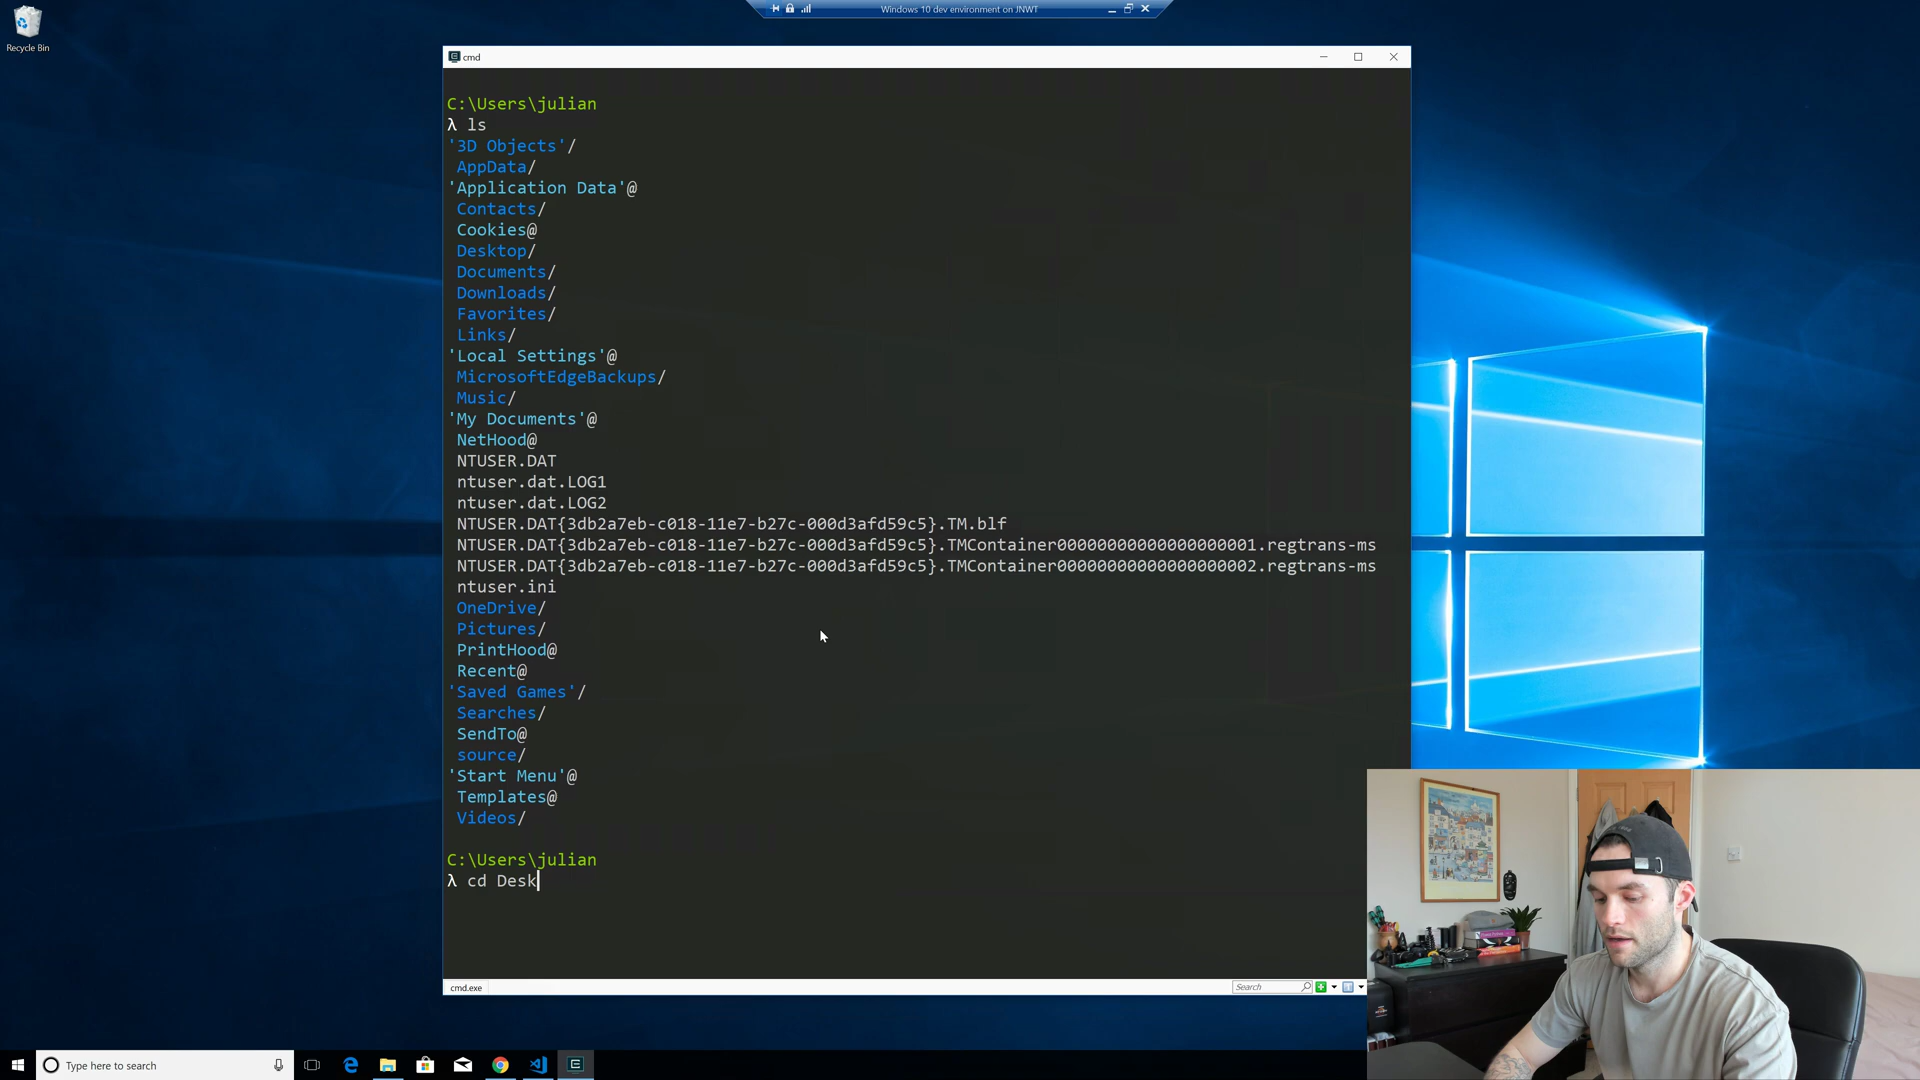 Windows 10 dev environment on JNWT
Recycle Bin
cmd
C:\Users\julian
λ ls
'3D Objects'/
AppData/
'Application Data'@
Contacts/
Cookies@
Desktop/
Documents/
Downloads/
Favorites/
Links/
'Local Settings'@
MicrosoftEdgeBackups/
Music/
'My Documents'@
NetHood@
NTUSER.DAT
ntuser.dat.LOG1
ntuser.dat.LOG2
NTUSER.DAT{3db2a7eb-c018-11e7-b27c-000d3afd59c5}.TM.blf
NTUSER.DAT{3db2a7eb-c018-11e7-b27c-000d3afd59c5}.TMContainer00000000000000000001.regtrans-ms
NTUSER.DAT{3db2a7eb-c018-11e7-b27c-000d3afd59c5}.TMContainer00000000000000000002.regtrans-ms
ntuser.ini
OneDrive/
Pictures/
PrintHood@
Recent@
'Saved Games'/
Searches/
SendTo@
source/
'Start Menu'@
Templates@
Videos/
C:\Users\julian
λ cd Desk
cmd.exe
Search
Type here to search